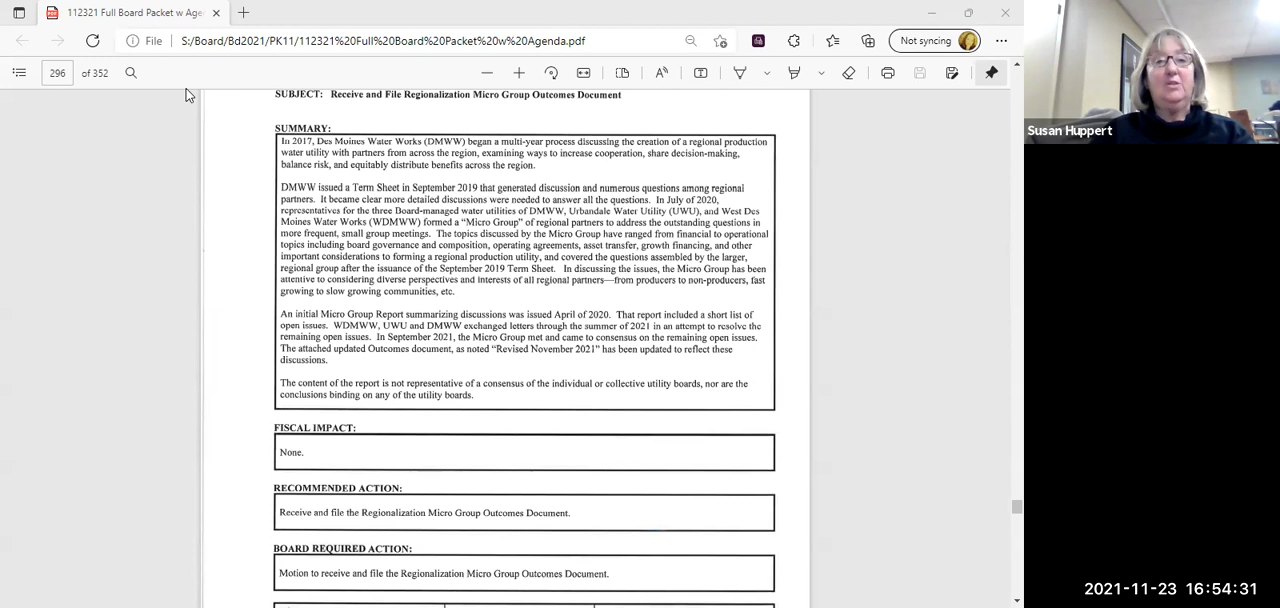 112321 Full Board Packet w Age
File
S:/Board/Bd2021/PK11/112321%20Full%20Board%20Packet%20w%20Agenda.pdf
Not syncing
296 of 352
SUBJECT: Receive and File Regionalization Micro Group Outcomes Document
SUMMARY:
In 2017, Des Moines Water Works (DMWW) began a multi-year process discussing the creation of a regional production
water utility with partners from across the region, examining ways to increase cooperation, share decision-making,
balance risk, and equitably distribute benefits across the region.
DMWW issued a Term Sheet in September 2019 that generated discussion and numerous questions among regional
partners. It became clear more detailed discussions were needed to answer all the questions. In July of 2020,
representatives for the three Board-managed water utilities of DMWW, Urbandale Water Utility (UWU), and West Des
Moines Water Works (WDMWW) formed a “Micro Group” of regional partners to address the outstanding questions in
more frequent, small group meetings. The topics discussed by the Micro Group have ranged from financial to operational
topics including board governance and composition, operating agreements, asset transfer, growth financing, and other
important considerations to forming a regional production utility, and covered the questions assembled by the larger,
regional group after the issuance of the September 2019 Term Sheet. In discussing the issues, the Micro Group has been
attentive to considering diverse perspectives and interests of all regional partners—from producers to non-producers, fast
growing to slow growing communities, etc.
An initial Micro Group Report summarizing discussions was issued April of 2020. That report included a short list of
open issues. WDMWW, UWU and DMWW exchanged letters through the summer of 2021 in an attempt to resolve the
remaining open issues. In September 2021, the Micro Group met and came to consensus on the remaining open issues.
The attached updated Outcomes document, as noted “Revised November 2021” has been updated to reflect these
discussions.
The content of the report is not representative of a consensus of the individual or collective utility boards, nor are the
conclusions binding on any of the utility boards.
FISCAL IMPACT:
None.
RECOMMENDED ACTION:
Receive and file the Regionalization Micro Group Outcomes Document.
BOARD REQUIRED ACTION:
Motion to receive and file the Regionalization Micro Group Outcomes Document.
Susan Huppert
2021-11-23 16:54:31